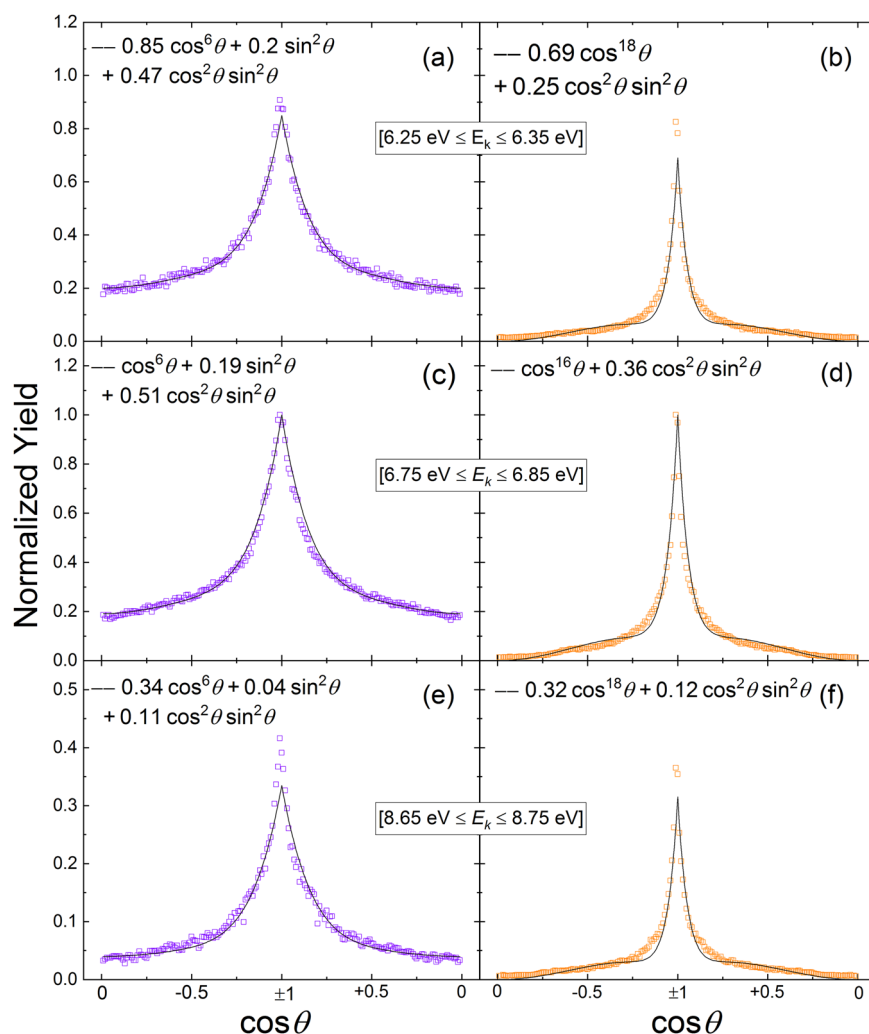 Normalized Yield
1.2
1.0
0.8
0.6
0.4
0.2
0.0
— 0.85 cos⁶θ + 0.2 sin²θ
+ 0.47 cos²θ sin²θ
(a)
— 0.69 cos¹⁸θ
+ 0.25 cos²θ sin²θ
(b)
[6.25 eV ≤ E_k ≤ 6.35 eV]
1.2
1.0
0.8
0.6
0.4
0.2
0.0
— cos⁶θ + 0.19 sin²θ
+ 0.51 cos²θ sin²θ
(c)
— cos¹⁶θ + 0.36 cos²θ sin²θ
(d)
[6.75 eV ≤ E_k ≤ 6.85 eV]
0.5
0.4
0.3
0.2
0.1
0.0
— 0.34 cos⁶θ + 0.04 sin²θ
+ 0.11 cos²θ sin²θ
(e)
— 0.32 cos¹⁸θ + 0.12 cos²θ sin²θ
(f)
[8.65 eV ≤ E_k ≤ 8.75 eV]
0 -0.5 ±1 +0.5 0
0 -0.5 ±1 +0.5 0
cosθ
cosθ